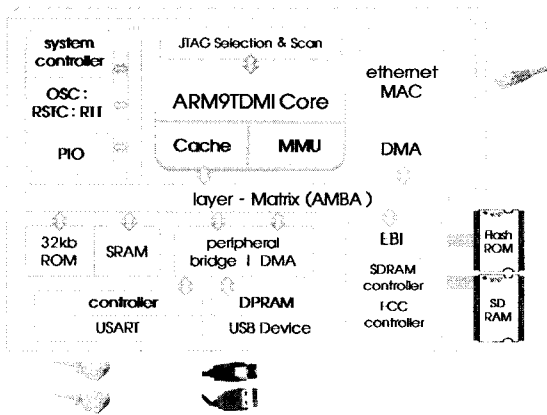 system
controller
OSC:
RSTC: RTT
PIO
JTAG Selection & Scan
ARM9TDMI Core
Cache
MMU
ethernet
MAC
DMA
layer - Matrix (AMBA)
32kb
ROM
SRAM
peripheral
bridge | DMA
EBI
SDRAM
controller
controller
Flash
ROM
SD
RAM
controller
USART
DPRAM
USB Device